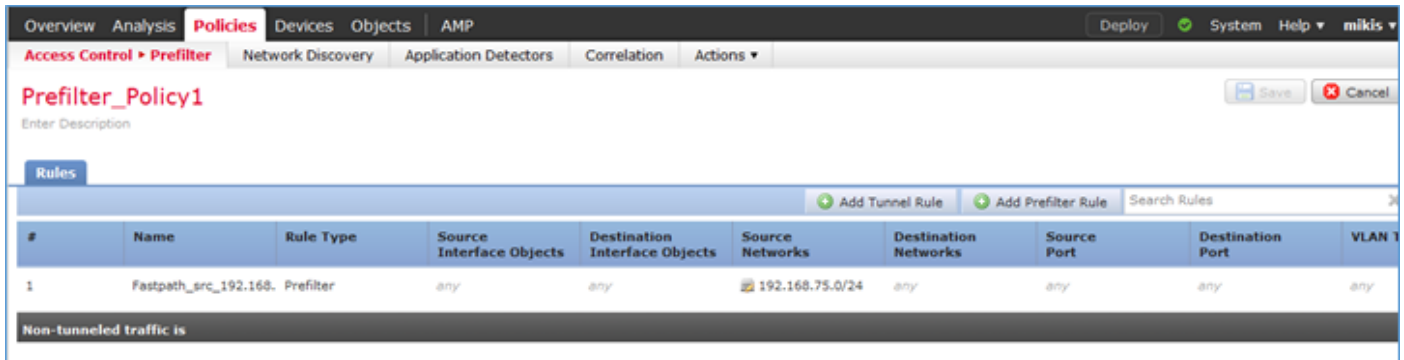 Overview Analysis Policies Devices Objects AMP Deploy System Help ▾ mikis ▾
Access Control ▸ Prefilter Network Discovery Application Detectors Correlation Actions ▾
Prefilter_Policy1 Save Cancel
Enter Description
Rules
Add Tunnel Rule Add Prefilter Rule Search Rules
# Name Rule Type Source Interface Objects Destination Interface Objects Source Networks Destination Networks Source Port Destination Port VLAN T
1 Fastpath_src_192.168. Prefilter any any 192.168.75.0/24 any any any any
Non-tunneled traffic is